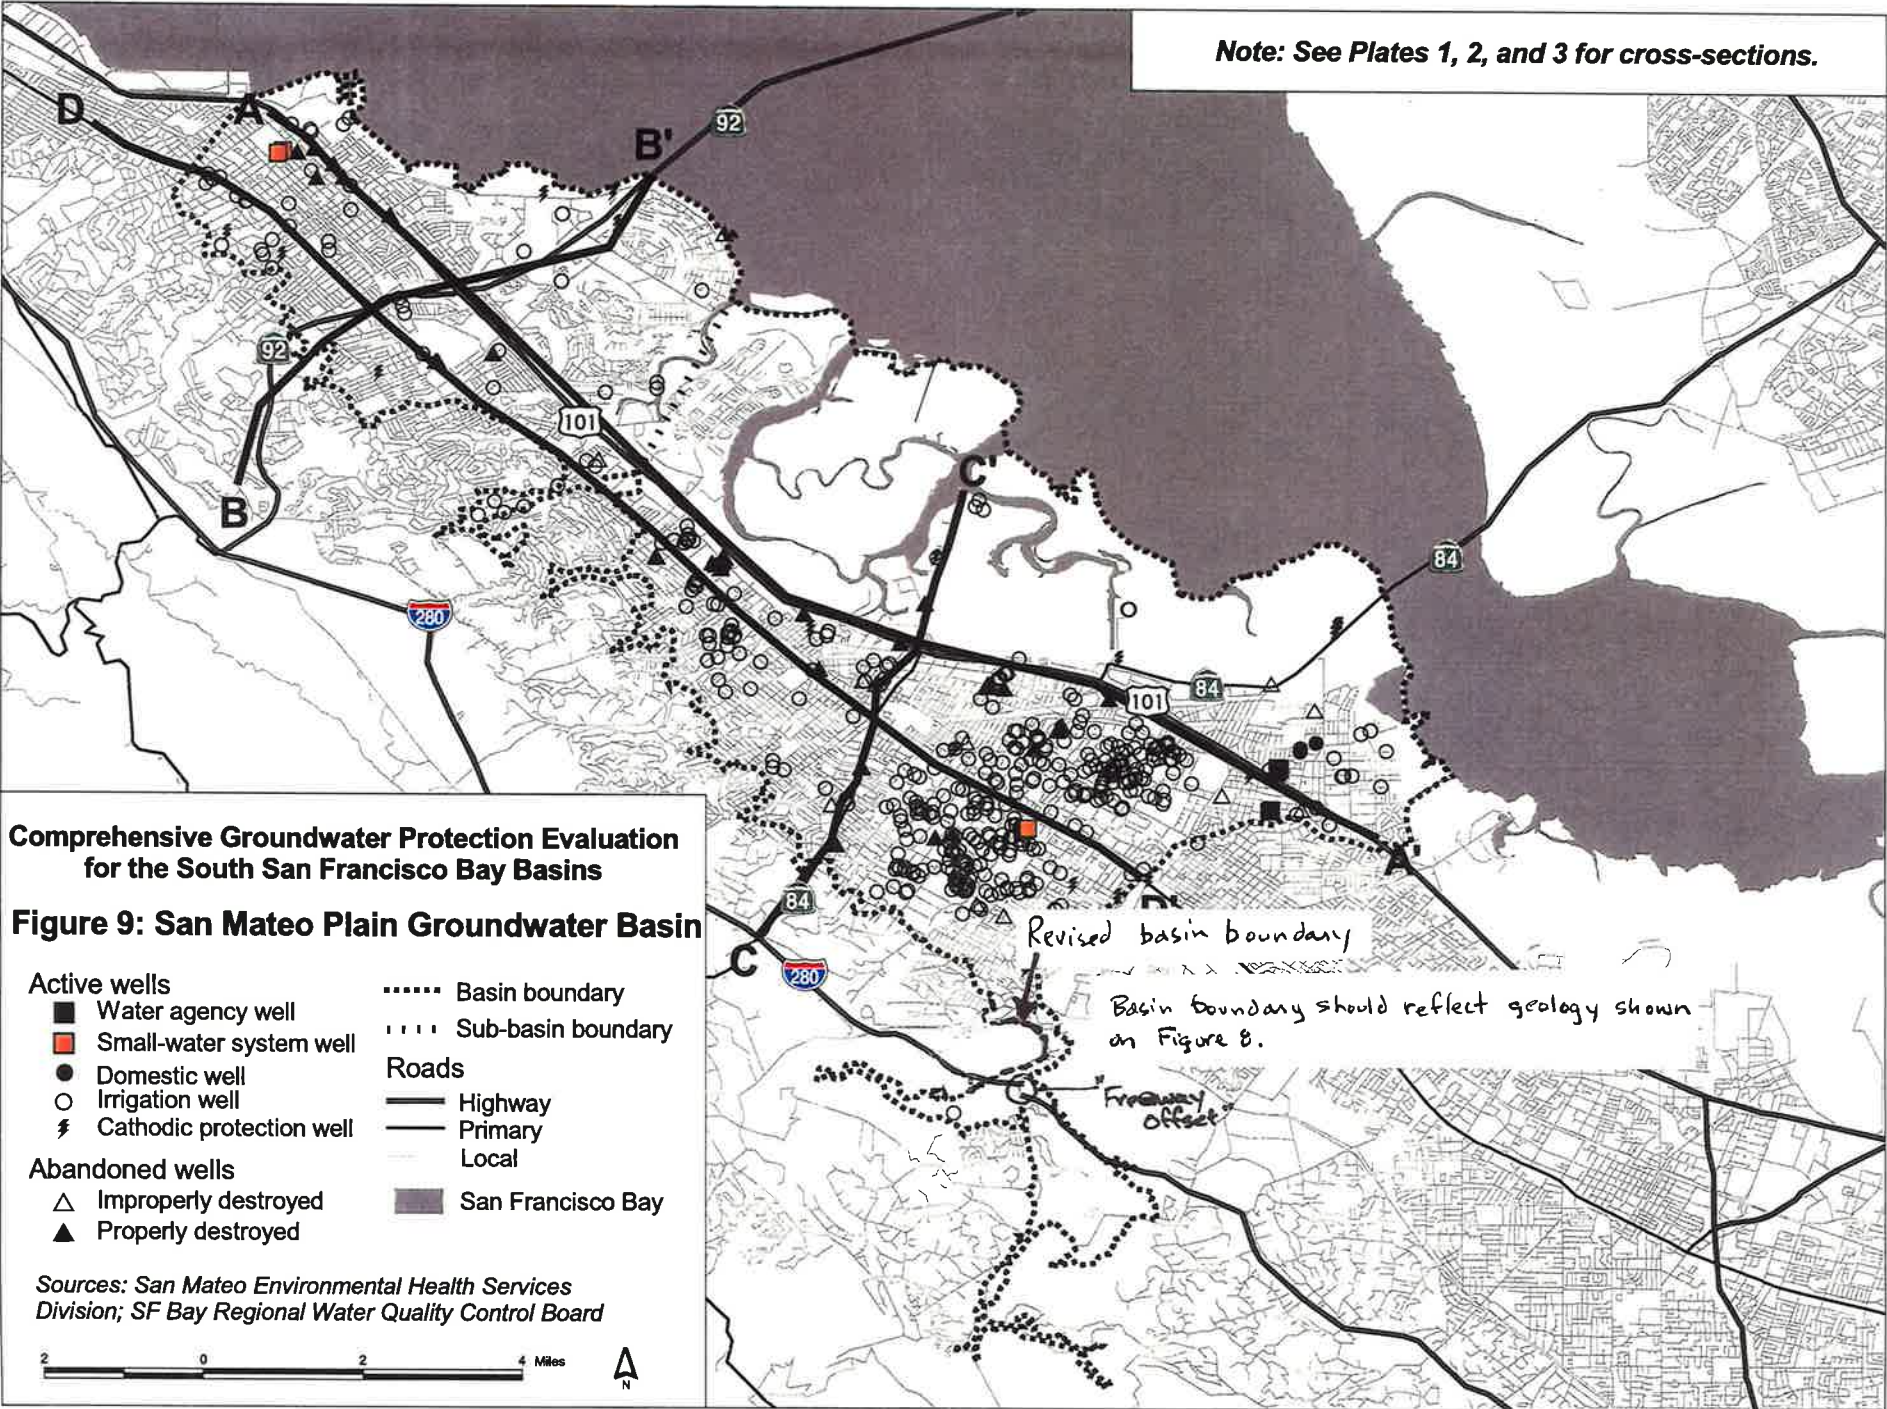 Note: See Plates 1, 2, and 3 for cross-sections.
D
A
B'
92
92
101
B
C'
280
84
101
84
A'
84
D'
C
280
Revised basin boundary
Basin boundary should reflect geology shown
on Figure 8.
"Freeway
Offset"
Comprehensive Groundwater Protection Evaluation
for the South San Francisco Bay Basins
Figure 9: San Mateo Plain Groundwater Basin
Active wells
Water agency well
Small-water system well
Domestic well
Irrigation well
Cathodic protection well
Abandoned wells
Improperly destroyed
Properly destroyed
Basin boundary
Sub-basin boundary
Roads
Highway
Primary
Local
San Francisco Bay
Sources: San Mateo Environmental Health Services
Division; SF Bay Regional Water Quality Control Board
2 0 2 4 Miles
N